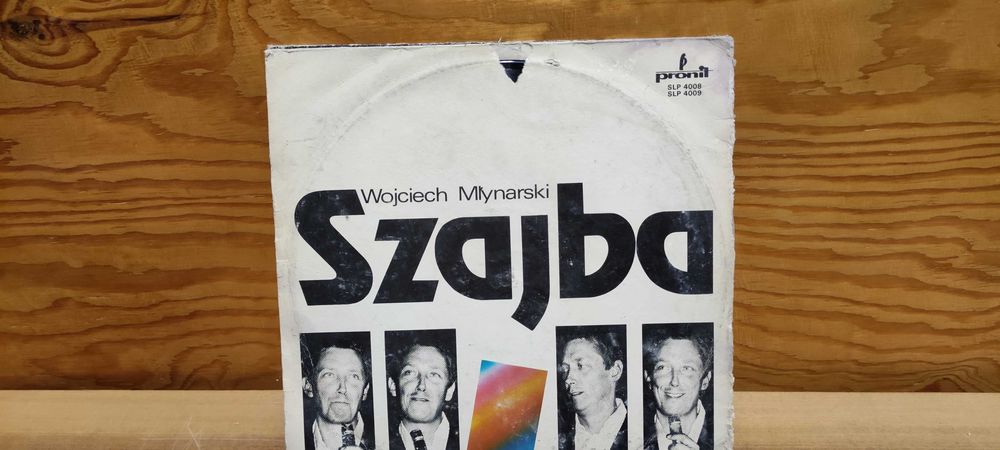 pronit
SLP 4008
SLP 4009
Wojciech Młynarski
Szajba